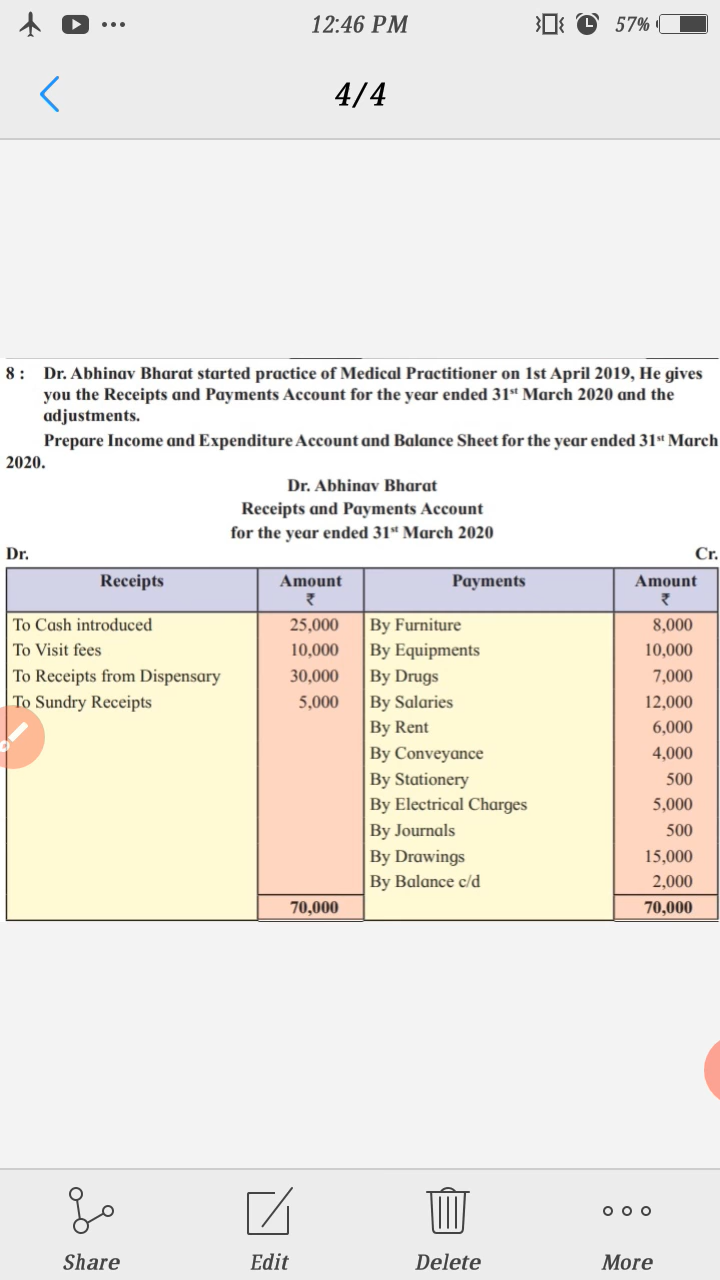 12:46 PM 57%
4/4
8 : Dr. Abhinav Bharat started practice of Medical Practitioner on 1st April 2019, He gives
you the Receipts and Payments Account for the year ended 31st March 2020 and the
adjustments.
Prepare Income and Expenditure Account and Balance Sheet for the year ended 31st March
2020.
Dr. Abhinav Bharat
Receipts and Payments Account
for the year ended 31st March 2020
Dr. Cr.
Receipts Amount ₹ Payments Amount ₹
To Cash introduced 25,000 By Furniture 8,000
To Visit fees 10,000 By Equipments 10,000
To Receipts from Dispensary 30,000 By Drugs 7,000
To Sundry Receipts 5,000 By Salaries 12,000
By Rent 6,000
By Conveyance 4,000
By Stationery 500
By Electrical Charges 5,000
By Journals 500
By Drawings 15,000
By Balance c/d 2,000
70,000 70,000
Share Edit Delete More